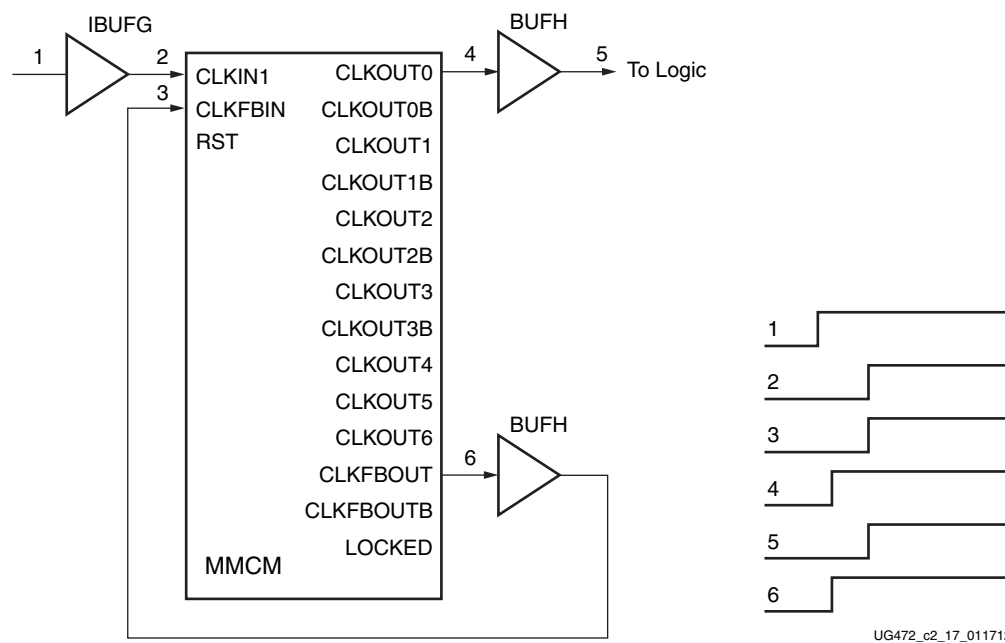 IBUFG
BUFH
1
2
4
5
To Logic
3
CLKIN1
CLKFBIN
RST
CLKOUT0
CLKOUT0B
CLKOUT1
CLKOUT1B
CLKOUT2
CLKOUT2B
CLKOUT3
CLKOUT3B
CLKOUT4
CLKOUT5
CLKOUT6
CLKFBOUT
CLKFBOUTB
LOCKED
MMCM
BUFH
6
1
2
3
4
5
6